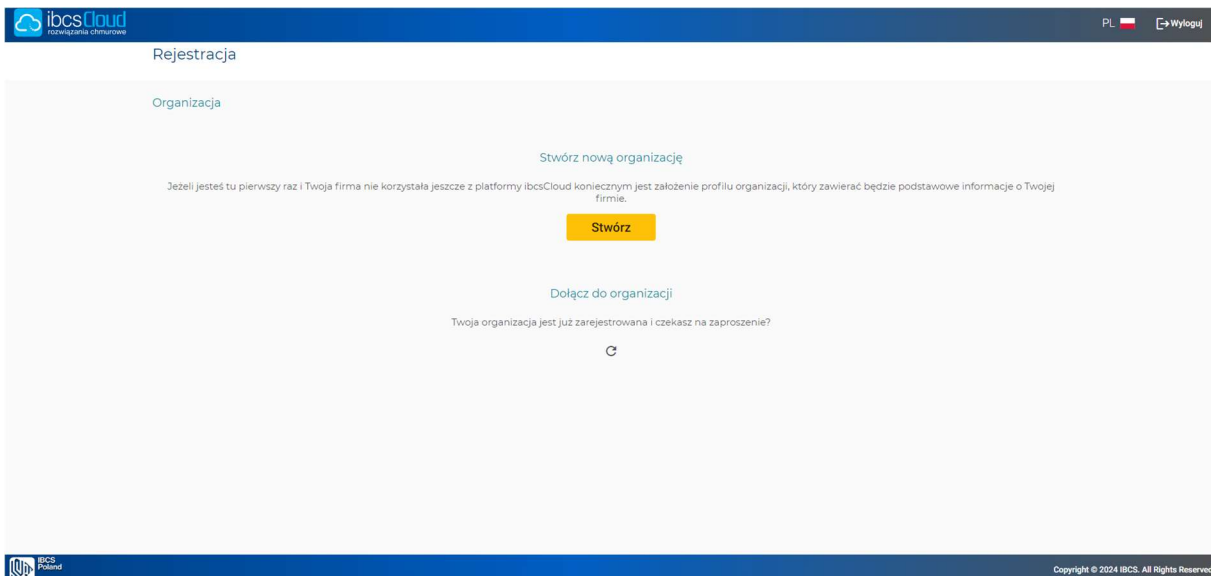 ibcsCloud
rozwiązania chmurowe
PL
Wyloguj
Rejestracja
Organizacja
Stwórz nową organizację
Jeżeli jesteś tu pierwszy raz i Twoja firma nie korzystała jeszcze z platformy ibcsCloud koniecznym jest założenie profilu organizacji, który zawierać będzie podstawowe informacje o Twojej
firmie.
Stwórz
Dołącz do organizacji
Twoja organizacja jest już zarejestrowana i czekasz na zaproszenie?
IBCS
Poland
Copyright © 2024 IBCS. All Rights Reserved